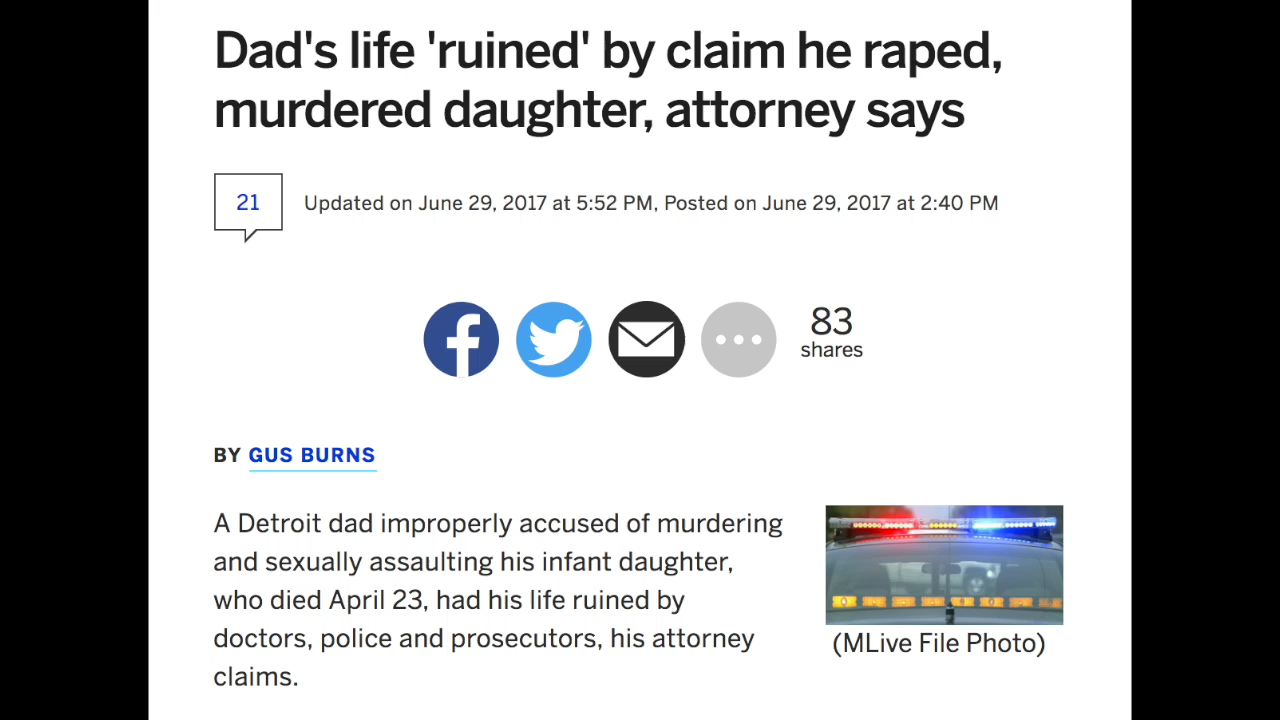 Dad's life 'ruined' by claim he raped,
murdered daughter, attorney says
21
Updated on June 29, 2017 at 5:52 PM, Posted on June 29, 2017 at 2:40 PM
83
shares
BY GUS BURNS
A Detroit dad improperly accused of murdering
and sexually assaulting his infant daughter,
who died April 23, had his life ruined by
doctors, police and prosecutors, his attorney
claims.
(MLive File Photo)